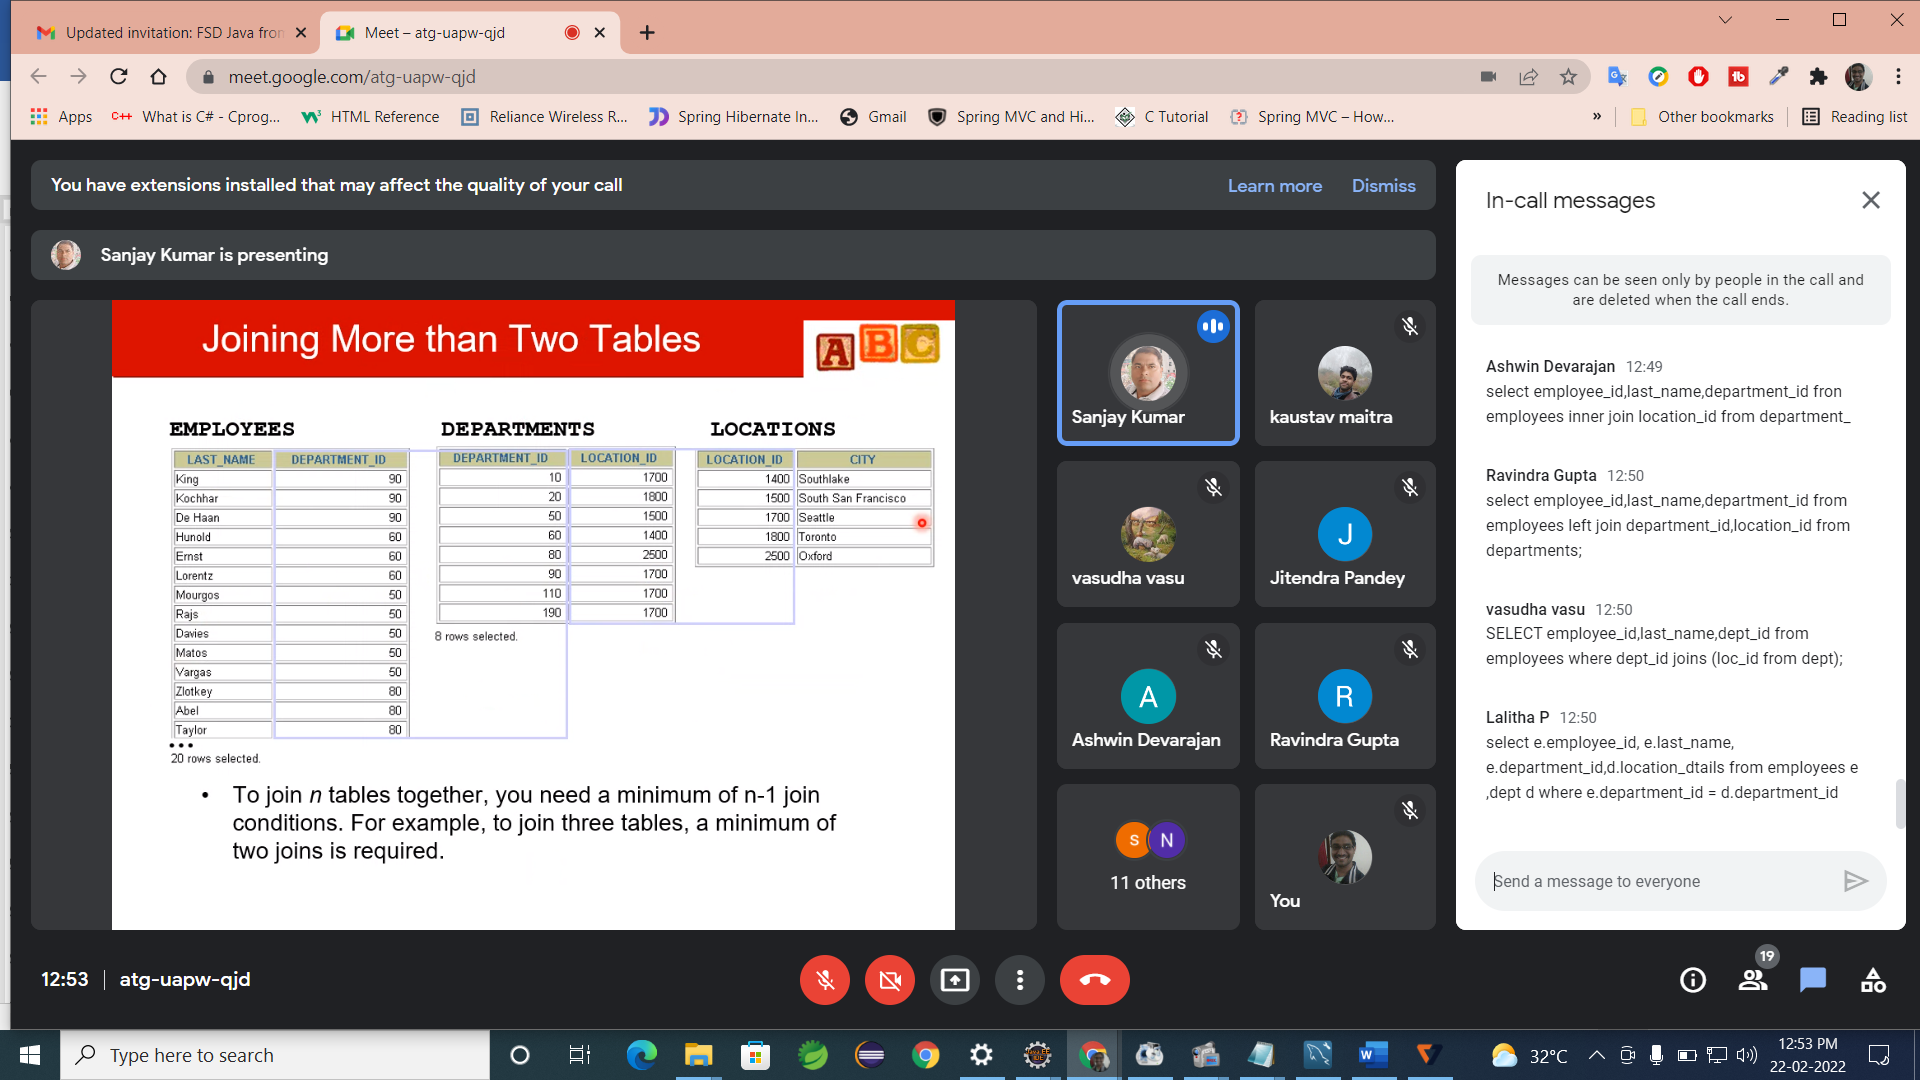 Updated invitation: FSD Java fron
Meet – atg-uapw-qjd
meet.google.com/atg-uapw-qjd
Apps
What is C# - Cprog...
HTML Reference
Reliance Wireless R...
Spring Hibernate In...
Gmail
Spring MVC and Hi...
C Tutorial
Spring MVC – How...
»
Other bookmarks
Reading list
You have extensions installed that may affect the quality of your call
Learn more
Dismiss
Sanjay Kumar is presenting
Joining More than Two Tables
A B C
EMPLOYEES
LAST_NAME DEPARTMENT_ID
King 90
Kochhar 90
De Haan 90
Hunold 60
Ernst 60
Lorentz 60
Mourgos 50
Rajs 50
Davies 50
Matos 50
Vargas 50
Zlotkey 80
Abel 80
Taylor 80
•••
20 rows selected.
DEPARTMENTS
DEPARTMENT_ID LOCATION_ID
10 1700
20 1800
50 1500
60 1400
80 2500
90 1700
110 1700
190 1700
8 rows selected.
LOCATIONS
LOCATION_ID CITY
1400 Southlake
1500 South San Francisco
1700 Seattle
1800 Toronto
2500 Oxford
• To join n tables together, you need a minimum of n-1 join
conditions. For example, to join three tables, a minimum of
two joins is required.
Sanjay Kumar
kaustav maitra
vasudha vasu
J
Jitendra Pandey
A
Ashwin Devarajan
R
Ravindra Gupta
S N
11 others
You
In-call messages
Messages can be seen only by people in the call and
are deleted when the call ends.
Ashwin Devarajan 12:49
select employee_id,last_name,department_id fron
employees inner join location_id from department_
Ravindra Gupta 12:50
select employee_id,last_name,department_id from
employees left join department_id,location_id from
departments;
vasudha vasu 12:50
SELECT employee_id,last_name,dept_id from
employees where dept_id joins (loc_id from dept);
Lalitha P 12:50
select e.employee_id, e.last_name,
e.department_id,d.location_dtails from employees e
,dept d where e.department_id = d.department_id
Send a message to everyone
12:53 | atg-uapw-qjd
19
Type here to search
32°C
12:53 PM
22-02-2022